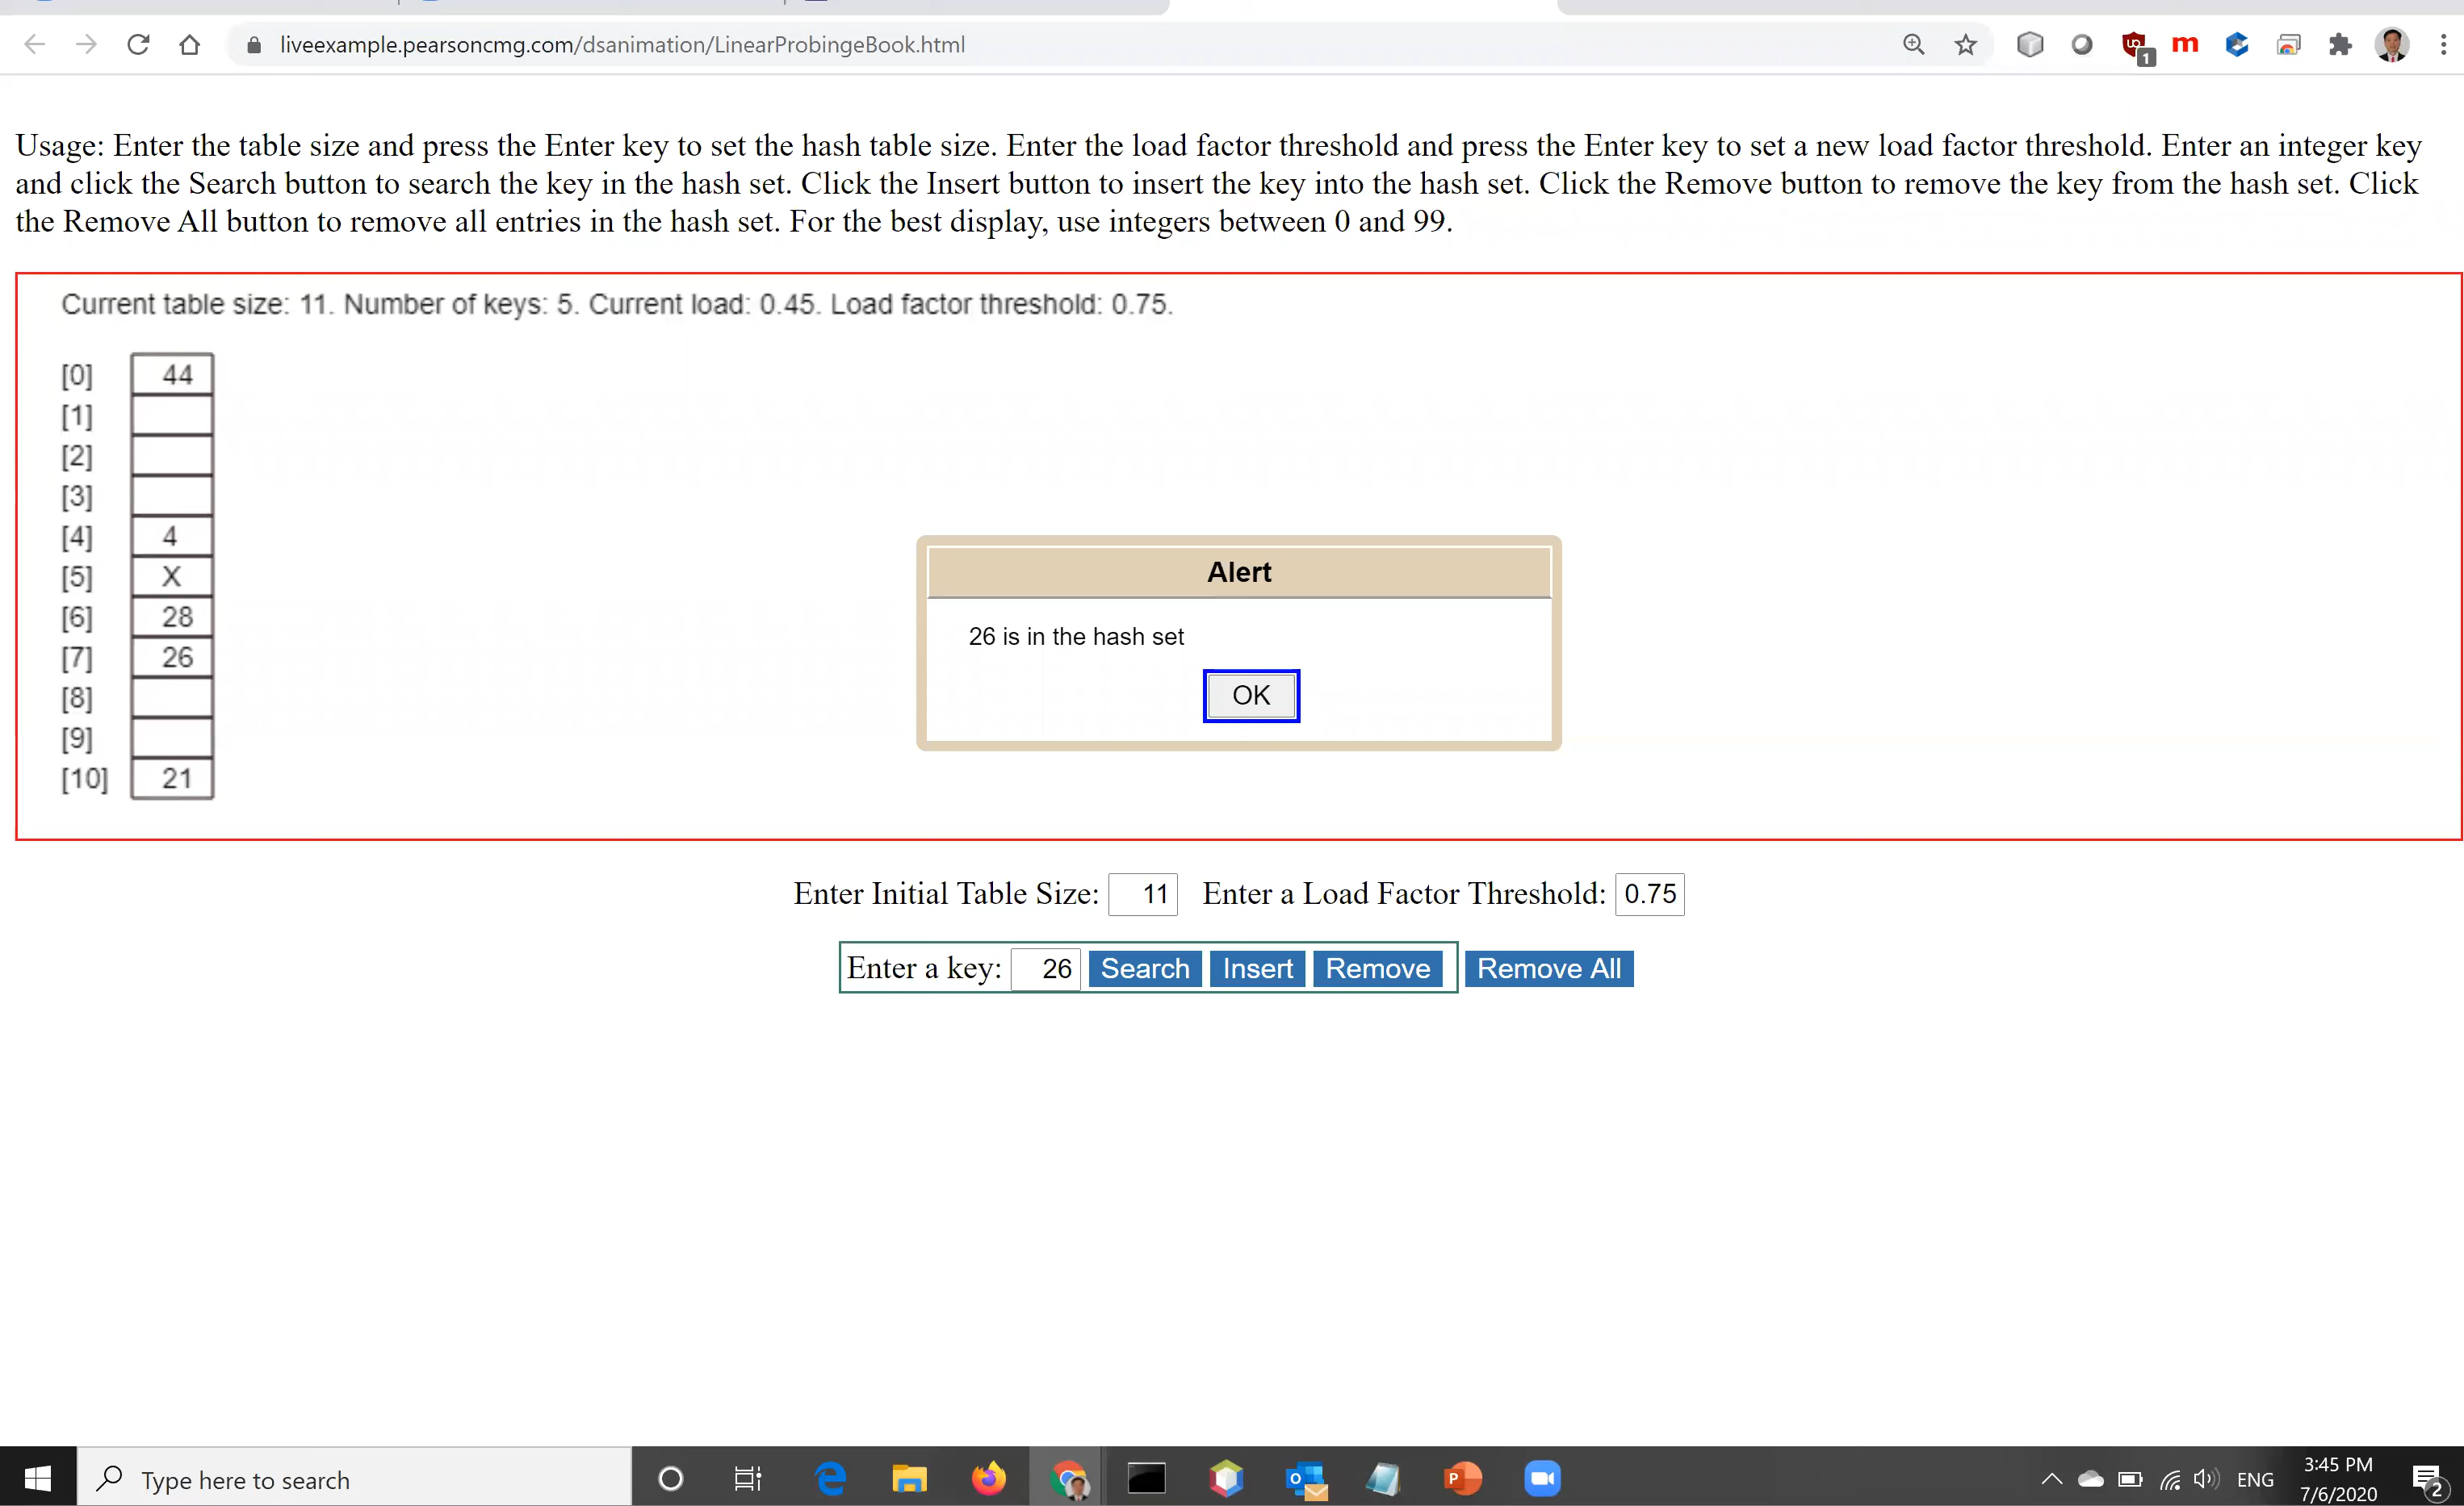 liveexample.pearsoncmg.com/dsanimation/LinearProbingeBook.html
1
m
Usage: Enter the table size and press the Enter key to set the hash table size. Enter the load factor threshold and press the Enter key to set a new load factor threshold. Enter an integer key
and click the Search button to search the key in the hash set. Click the Insert button to insert the key into the hash set. Click the Remove button to remove the key from the hash set. Click
the Remove All button to remove all entries in the hash set. For the best display, use integers between 0 and 99.
Current table size: 11. Number of keys: 5. Current load: 0.45. Load factor threshold: 0.75.
[0] 44
[1]
[2]
[3]
[4] 4
[5] X
[6] 28
[7] 26
[8]
[9]
[10] 21
Alert
26 is in the hash set
OK
Enter Initial Table Size: 11 Enter a Load Factor Threshold: 0.75
Enter a key: 26 Search Insert Remove Remove All
Type here to search
ENG
3:45 PM
7/6/2020
2